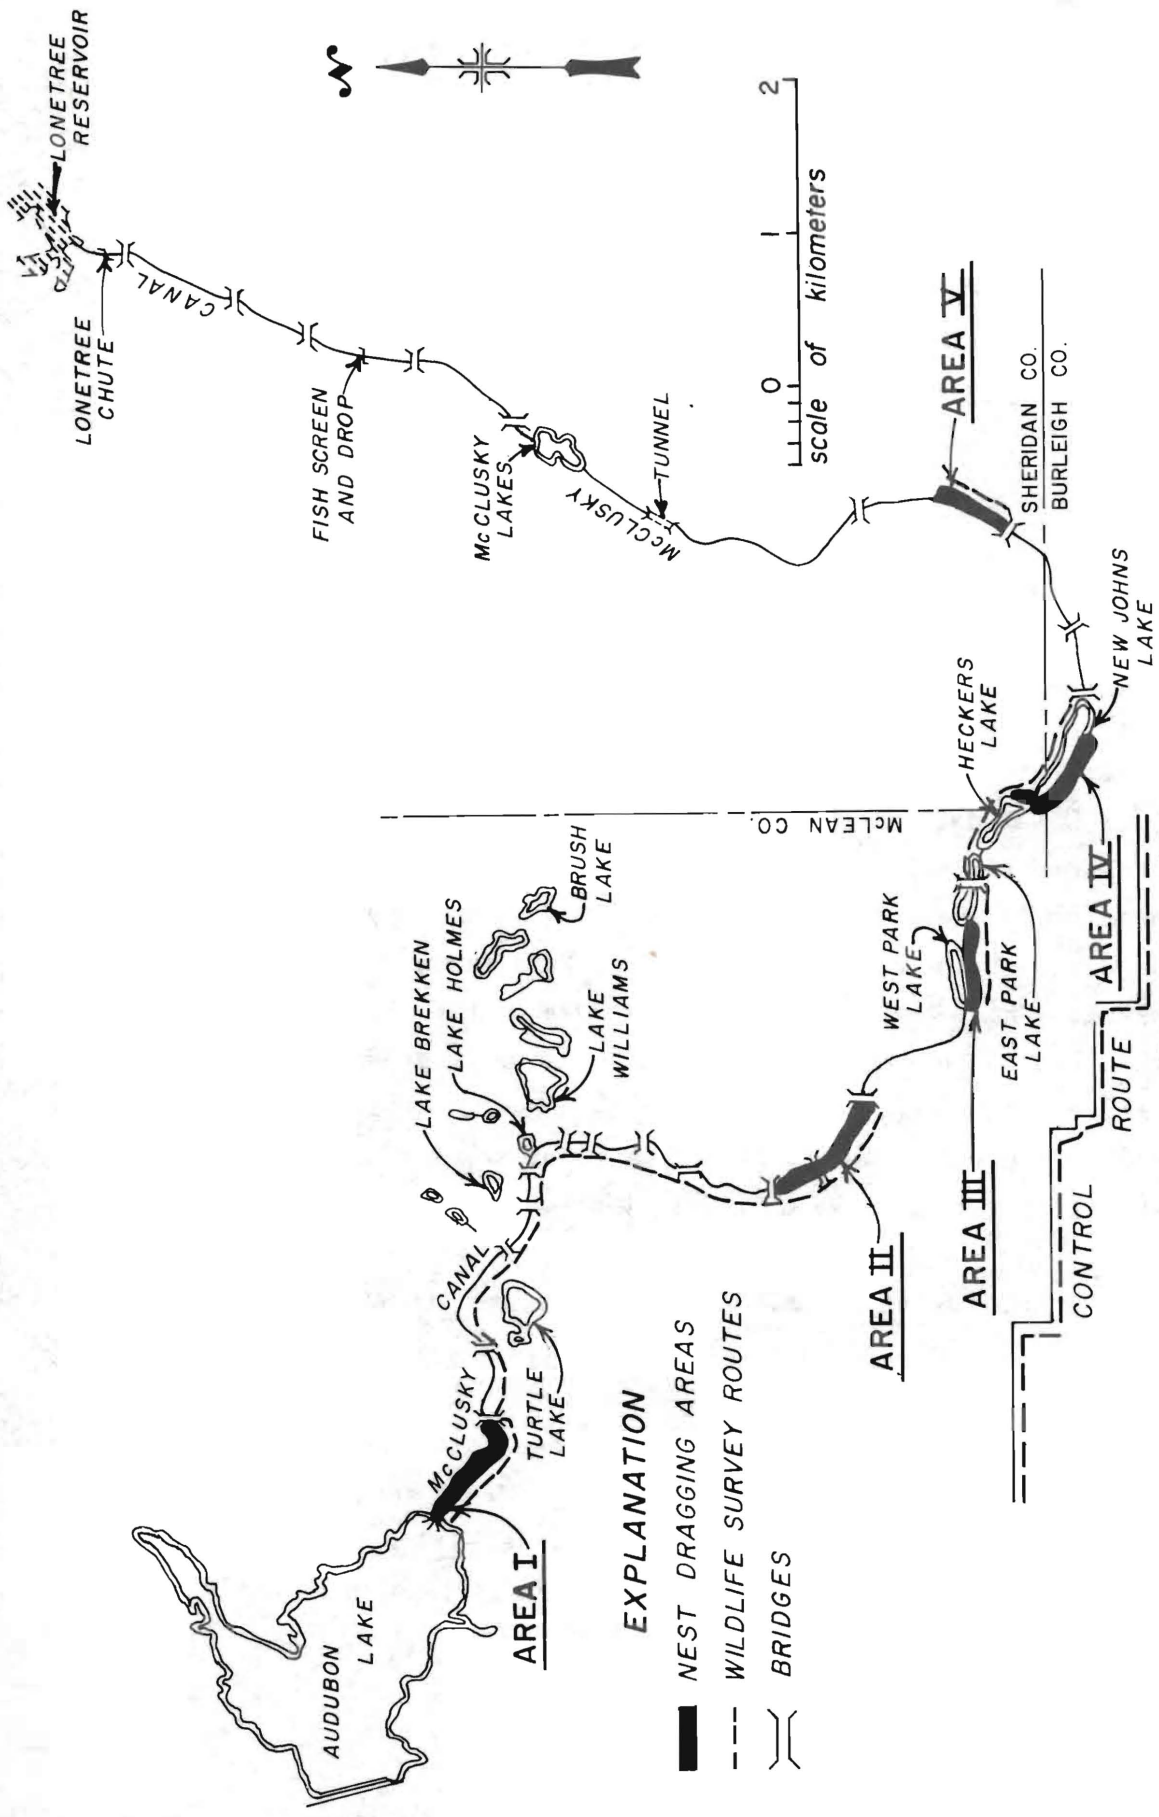 LONETREE
RESERVOIR
N
LONETREE
CHUTE
CANAL
FISH SCREEN
AND DROP
McCLUSKY
LAKES
McCLUSKY
TUNNEL
2
1
0
scale of kilometers
AREA V
SHERIDAN CO.
BURLEIGH CO.
NEW JOHNS
LAKE
HECKERS
LAKE
McLEAN CO.
BRUSH
LAKE
LAKE HOLMES
LAKE BREKKEN
LAKE
WILLIAMS
WEST PARK
LAKE
EAST PARK
LAKE
AREA IV
AREA III
AREA II
CONTROL ROUTE
CANAL
McCLUSKY
TURTLE
LAKE
AUDUBON
LAKE
AREA I
EXPLANATION
NEST DRAGGING AREAS
WILDLIFE SURVEY ROUTES
BRIDGES